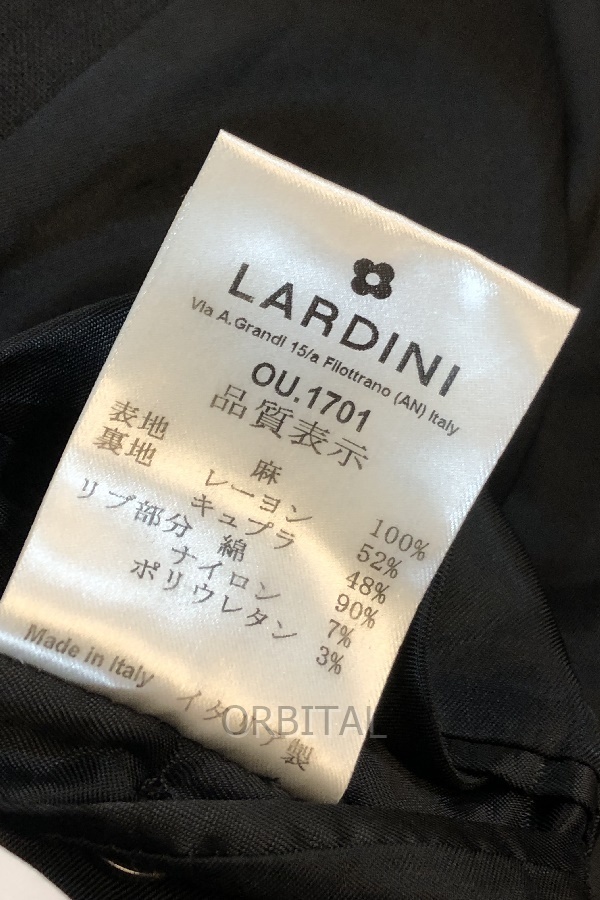 LARDINI
Via A.Grandi 15/a Filottrano (AN) Italy
OU.1701
品質表示
表地 麻 100%
裏地 レーヨン 52%
キュプラ 48%
リブ部分 綿 90%
ナイロン 7%
ポリウレタン 3%
Made in Italy イタリア製
ORBITAL